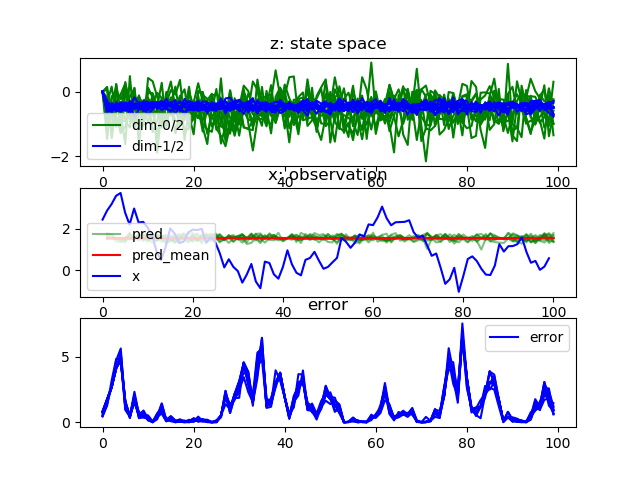 z: state space
0
−2
dim-0/2
dim-1/2
0 20 40 60 80 100
x: observation
2
0
pred
pred_mean
x
0 20 40 60 80 100
error
5
0
error
0 20 40 60 80 100